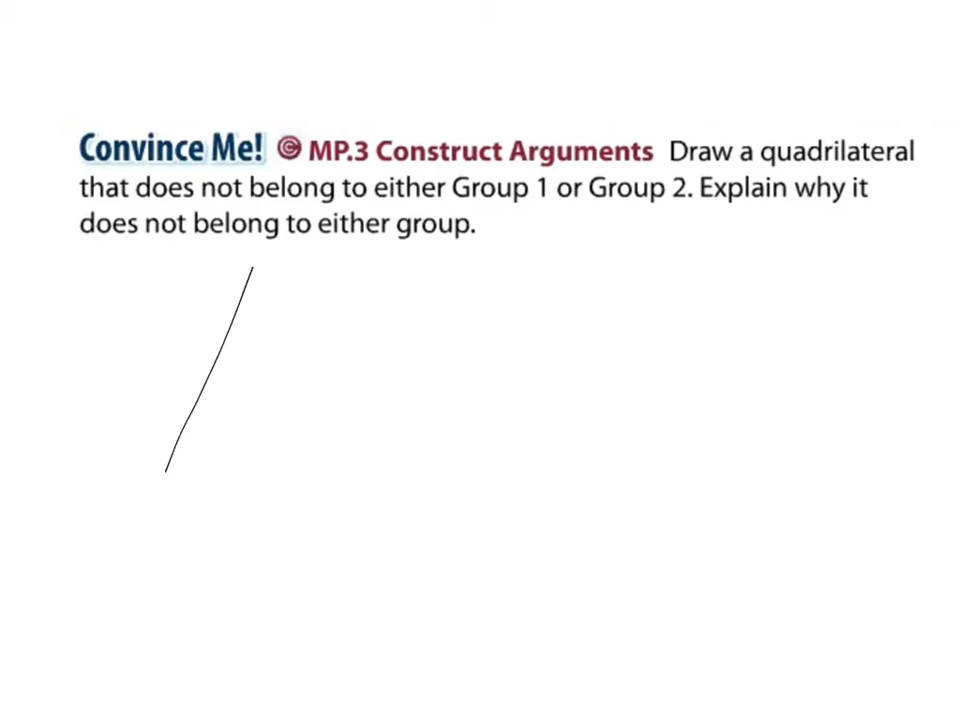 Convince Me! © MP.3 Construct Arguments Draw a quadrilateral
that does not belong to either Group 1 or Group 2. Explain why it
does not belong to either group.